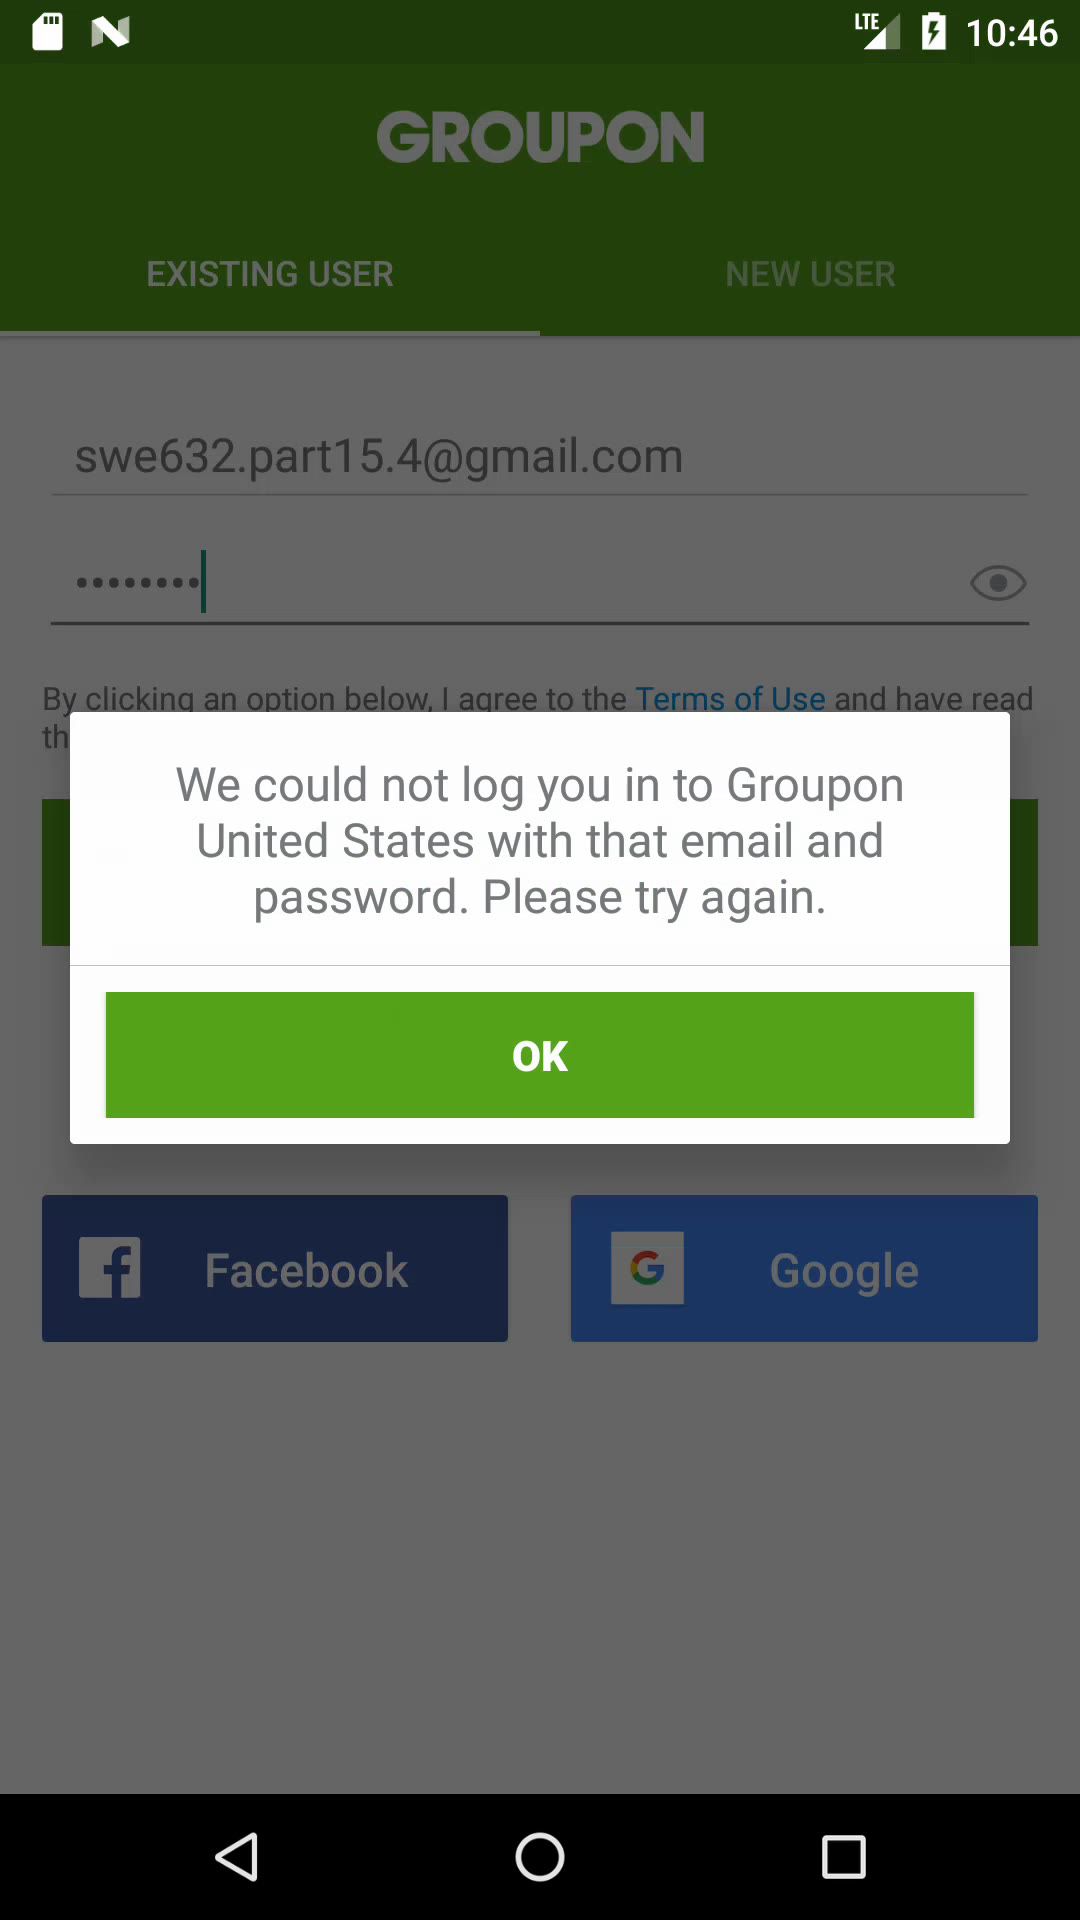 LTE 10:46
GROUPON
EXISTING USER NEW USER
swe632.part15.4@gmail.com
••••••••
By clicking an option below, I agree to the Terms of Use and have read
th
We could not log you in to Groupon
United States with that email and
password. Please try again.
OK
Facebook Google